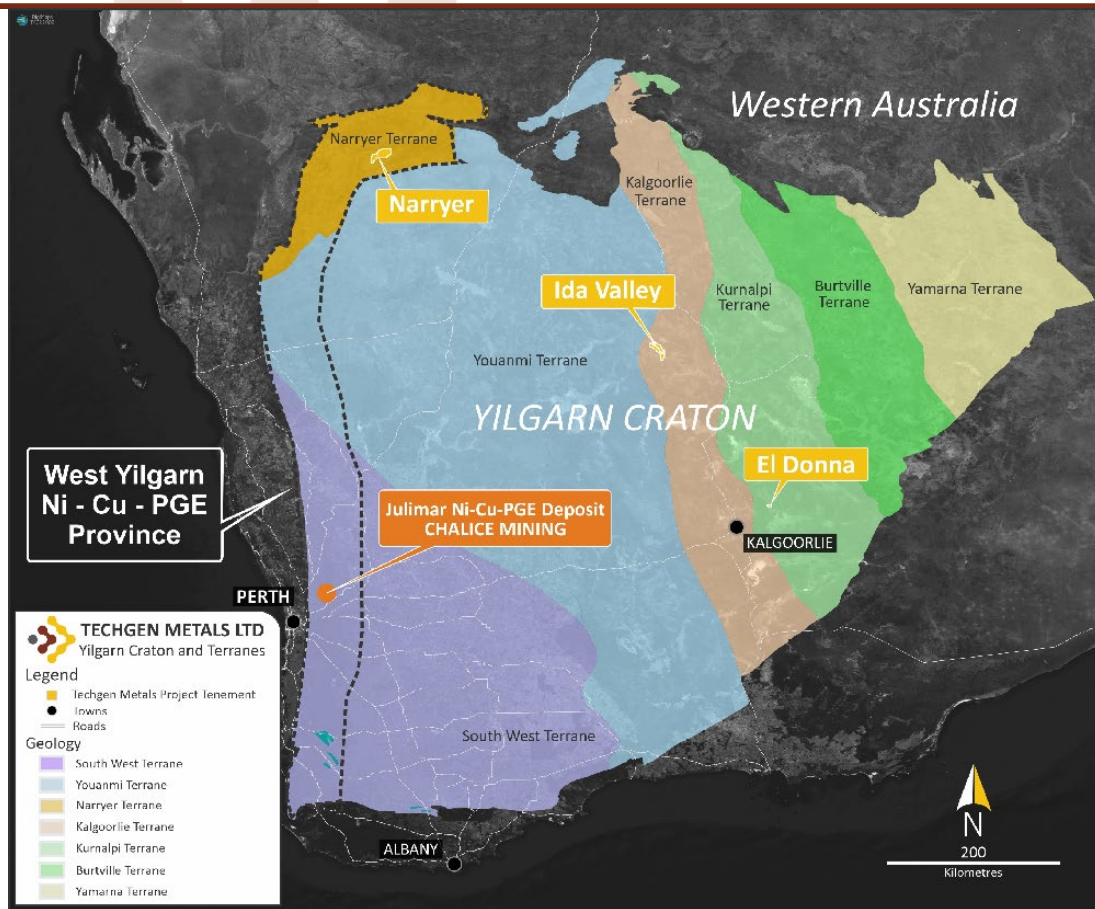 Western Australia
Narryer Terrane
Narryer
Kalgoorlie
Terrane
Ida Valley
Kurnalpi
Terrane
Burtville
Terrane
Yamarna Terrane
Youanmi Terrane
YILGARN CRATON
West Yilgarn
Ni - Cu - PGE
Province
Julimar Ni-Cu-PGE Deposit
CHALICE MINING
El Donna
KALGOORLIE
PERTH
South West Terrane
ALBANY
TECHGEN METALS LTD
Yilgarn Craton and Terranes
Legend
Techgen Metals Project Tenement
Towns
Roads
Geology
South West Terrane
Youanmi Terrane
Narryer Terrane
Kalgoorlie Terrane
Kurnalpi Terrane
Burtville Terrane
Yamarna Terrane
N
200
Kilometres